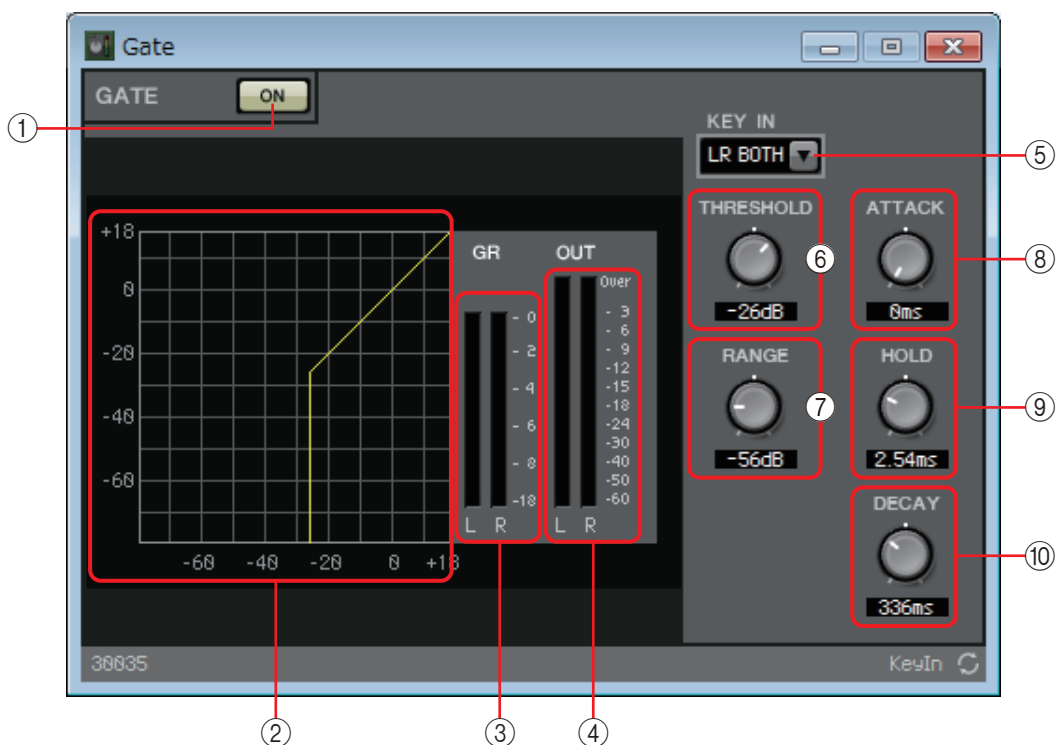 Gate
GATE
ON
①
KEY IN
LR BOTH
⑤
THRESHOLD
-26dB
⑥
ATTACK
0ms
⑧
RANGE
-56dB
⑦
HOLD
2.54ms
⑨
DECAY
336ms
⑩
+18
0
-20
-40
-60
-60 -40 -20 0 +18
GR
- 0
- 2
- 4
- 6
- 8
-18
L R
OUT
Over
- 3
- 6
- 9
-12
-15
-18
-24
-30
-40
-50
-60
L R
30035
KeyIn
②
③
④